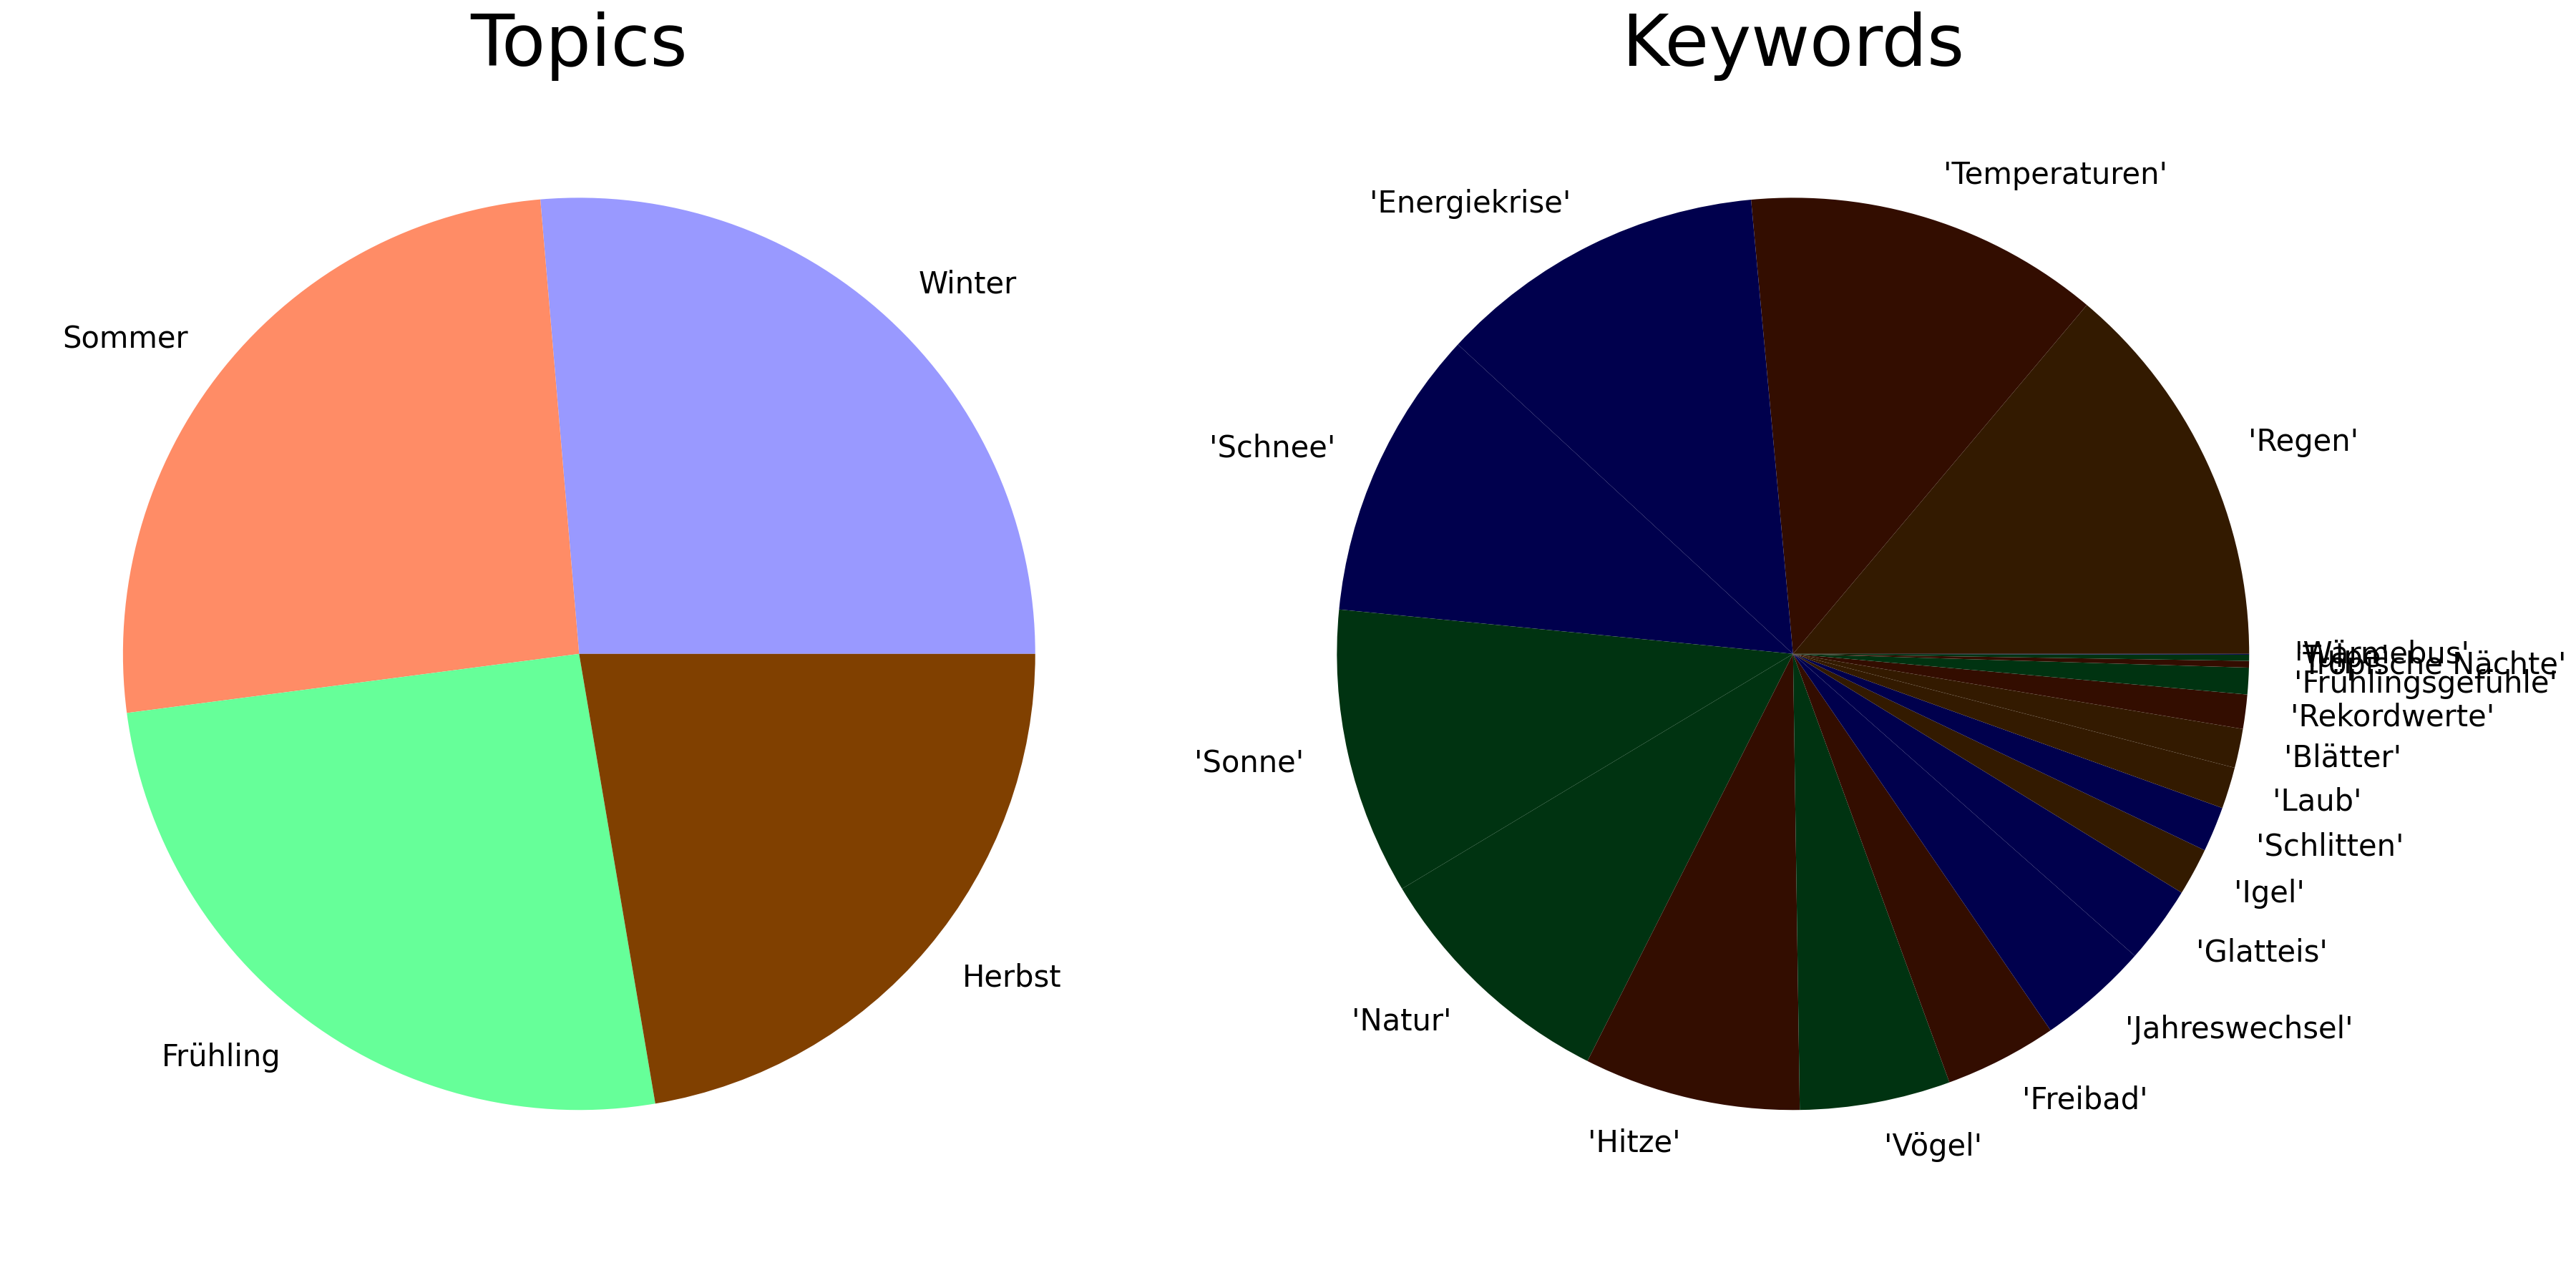 Topics
Winter
Sommer
Frühling
Herbst
Keywords
'Regen'
'Temperaturen'
'Energiekrise'
'Schnee'
'Sonne'
'Natur'
'Hitze'
'Vögel'
'Freibad'
'Jahreswechsel'
'Glatteis'
'Igel'
'Schlitten'
'Laub'
'Blätter'
'Rekordwerte'
'Frühlingsgefühle'
'Tropische Nächte'
'Wärmebus'